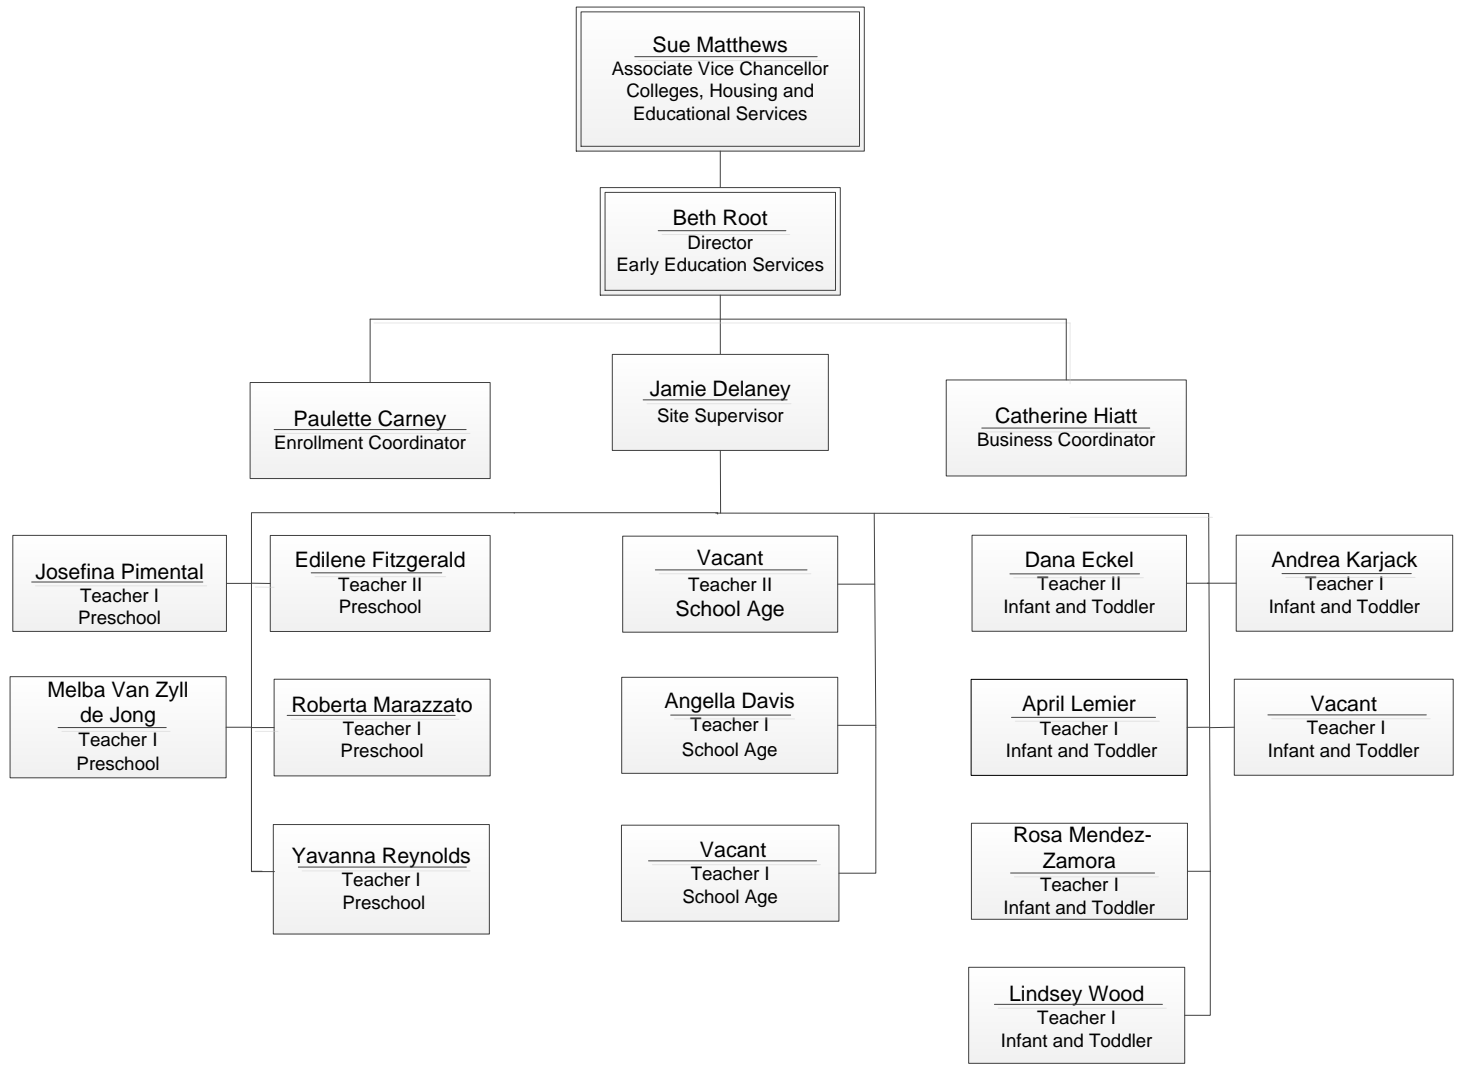 Sue Matthews
Associate Vice Chancellor
Colleges, Housing and
Educational Services
Beth Root
Director
Early Education Services
Paulette Carney
Enrollment Coordinator
Jamie Delaney
Site Supervisor
Catherine Hiatt
Business Coordinator
Josefina Pimental
Teacher I
Preschool
Edilene Fitzgerald
Teacher II
Preschool
Vacant
Teacher II
School Age
Dana Eckel
Teacher II
Infant and Toddler
Andrea Karjack
Teacher I
Infant and Toddler
Melba Van Zyll
de Jong
Teacher I
Preschool
Roberta Marazzato
Teacher I
Preschool
Angella Davis
Teacher I
School Age
April Lemier
Teacher I
Infant and Toddler
Vacant
Teacher I
Infant and Toddler
Yavanna Reynolds
Teacher I
Preschool
Vacant
Teacher I
School Age
Rosa Mendez-
Zamora
Teacher I
Infant and Toddler
Lindsey Wood
Teacher I
Infant and Toddler